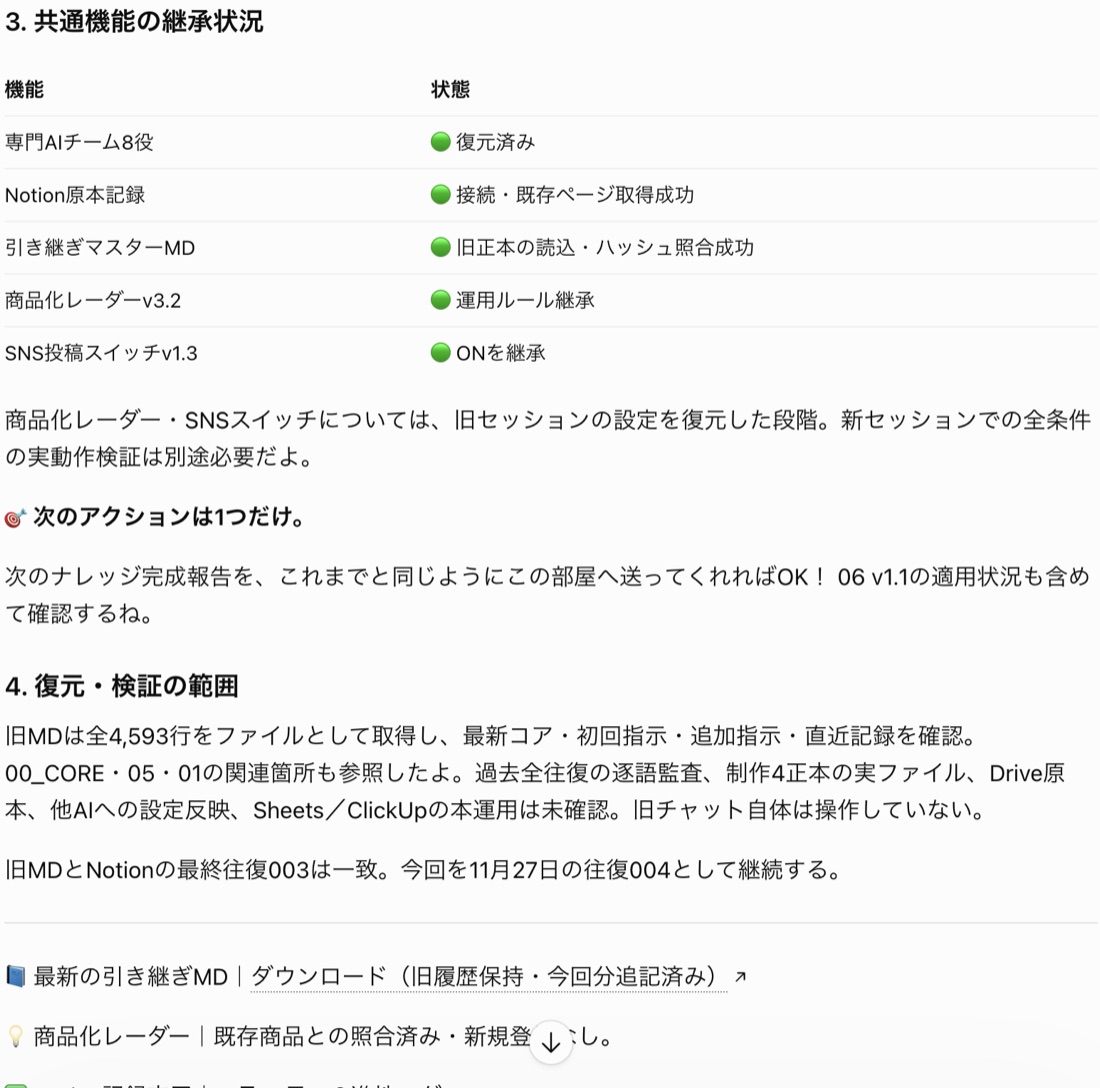 3. 共通機能の継承状況
機能 状態
専門AIチーム8役 🟢 復元済み
Notion原本記録 🟢 接続・既存ページ取得成功
引き継ぎマスターMD 🟢 旧正本の読込・ハッシュ照合成功
商品化レーダーv3.2 🟢 運用ルール継承
SNS投稿スイッチv1.3 🟢 ONを継承
商品化レーダー・SNSスイッチについては、旧セッションの設定を復元した段階。新セッションでの全条件
の実動作検証は別途必要だよ。
🎯 次のアクションは1つだけ。
次のナレッジ完成報告を、これまでと同じようにこの部屋へ送ってくれればOK！ 06 v1.1の適用状況も含め
て確認するね。
4. 復元・検証の範囲
旧MDは全4,593行をファイルとして取得し、最新コア・初回指示・追加指示・直近記録を確認。
00_CORE・05・01の関連箇所も参照したよ。過去全往復の逐語監査、制作4正本の実ファイル、Drive原
本、他AIへの設定反映、Sheets／ClickUpの本運用は未確認。旧チャット自体は操作していない。
旧MDとNotionの最終往復003は一致。今回を11月27日の往復004として継続する。
📘 最新の引き継ぎMD｜ダウンロード（旧履歴保持・今回分追記済み） ↗
💡 商品化レーダー｜既存商品との照合済み・新規登 なし。